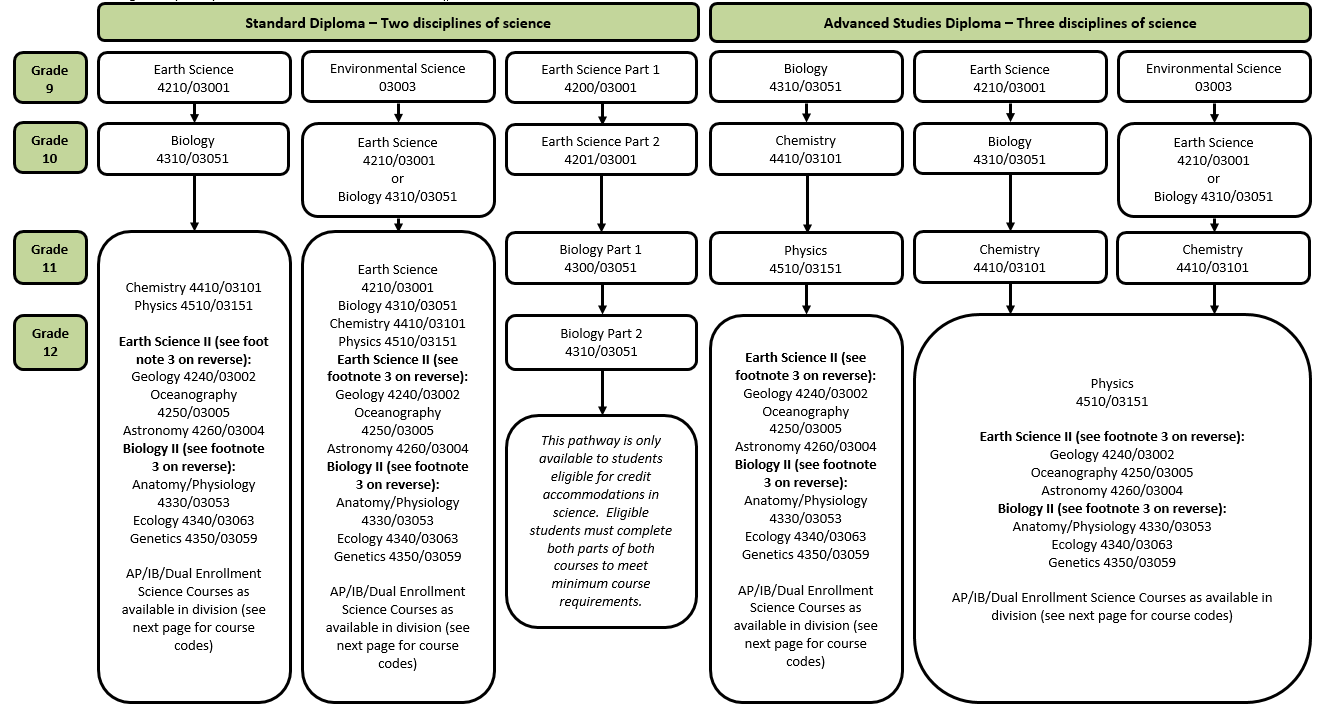 Standard Diploma – Two disciplines of science
Advanced Studies Diploma – Three disciplines of science
Grade
9
Earth Science
4210/03001
Environmental Science
03003
Earth Science Part 1
4200/03001
Biology
4310/03051
Earth Science
4210/03001
Environmental Science
03003
Grade
10
Biology
4310/03051
Earth Science
4210/03001
or
Biology 4310/03051
Earth Science Part 2
4201/03001
Chemistry
4410/03101
Biology
4310/03051
Earth Science
4210/03001
or
Biology 4310/03051
Grade
11
Grade
12
Chemistry 4410/03101
Physics 4510/03151
Earth Science II (see foot
note 3 on reverse):
Geology 4240/03002
Oceanography
4250/03005
Astronomy 4260/03004
Biology II (see footnote
3 on reverse):
Anatomy/Physiology
4330/03053
Ecology 4340/03063
Genetics 4350/03059
AP/IB/Dual Enrollment
Science Courses as
available in division (see
next page for course
codes)
Earth Science
4210/03001
Biology 4310/03051
Chemistry 4410/03101
Physics 4510/03151
Earth Science II (see
footnote 3 on reverse):
Geology 4240/03002
Oceanography
4250/03005
Astronomy 4260/03004
Biology II (see footnote
3 on reverse):
Anatomy/Physiology
4330/03053
Ecology 4340/03063
Genetics 4350/03059
AP/IB/Dual Enrollment
Science Courses as
available in division (see
next page for course
codes)
Biology Part 1
4300/03051
Biology Part 2
4310/03051
This pathway is only
available to students
eligible for credit
accommodations in
science. Eligible
students must complete
both parts of both
courses to meet
minimum course
requirements.
Physics
4510/03151
Earth Science II (see
footnote 3 on reverse):
Geology 4240/03002
Oceanography
4250/03005
Astronomy 4260/03004
Biology II (see footnote
3 on reverse):
Anatomy/Physiology
4330/03053
Ecology 4340/03063
Genetics 4350/03059
AP/IB/Dual Enrollment
Science Courses as
available in division (see
next page for course
codes)
Chemistry
4410/03101
Chemistry
4410/03101
Physics
4510/03151
Earth Science II (see footnote 3 on reverse):
Geology 4240/03002
Oceanography 4250/03005
Astronomy 4260/03004
Biology II (see footnote 3 on reverse):
Anatomy/Physiology 4330/03053
Ecology 4340/03063
Genetics 4350/03059
AP/IB/Dual Enrollment Science Courses as available in
division (see next page for course codes)